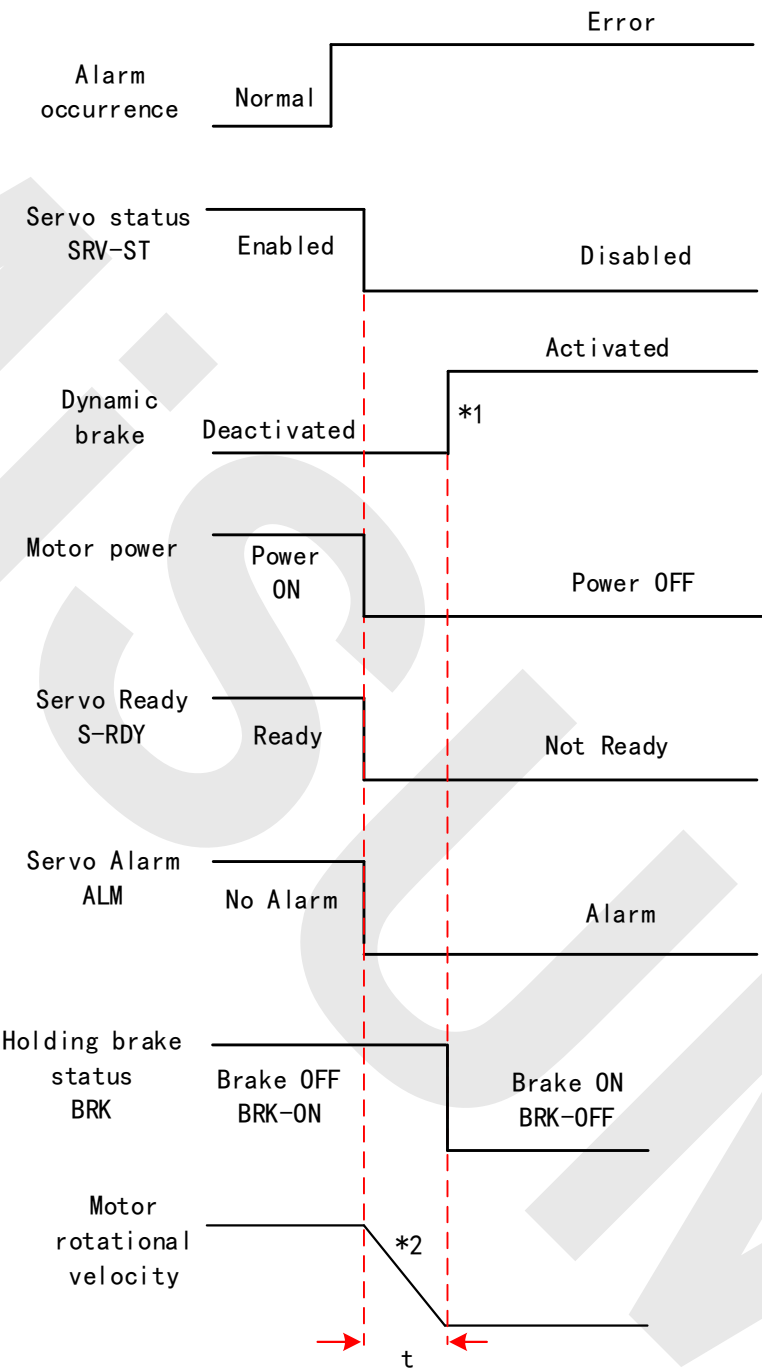 Error
Alarm
occurrence
Normal
Servo status
SRV-ST
Enabled
Disabled
Activated
Dynamic
brake
Deactivated
*1
Motor power
Power
ON
Power OFF
Servo Ready
S-RDY
Ready
Not Ready
Servo Alarm
ALM
No Alarm
Alarm
Holding brake
status
BRK
Brake OFF
BRK-ON
Brake ON
BRK-OFF
Motor
rotational
velocity
*2
t